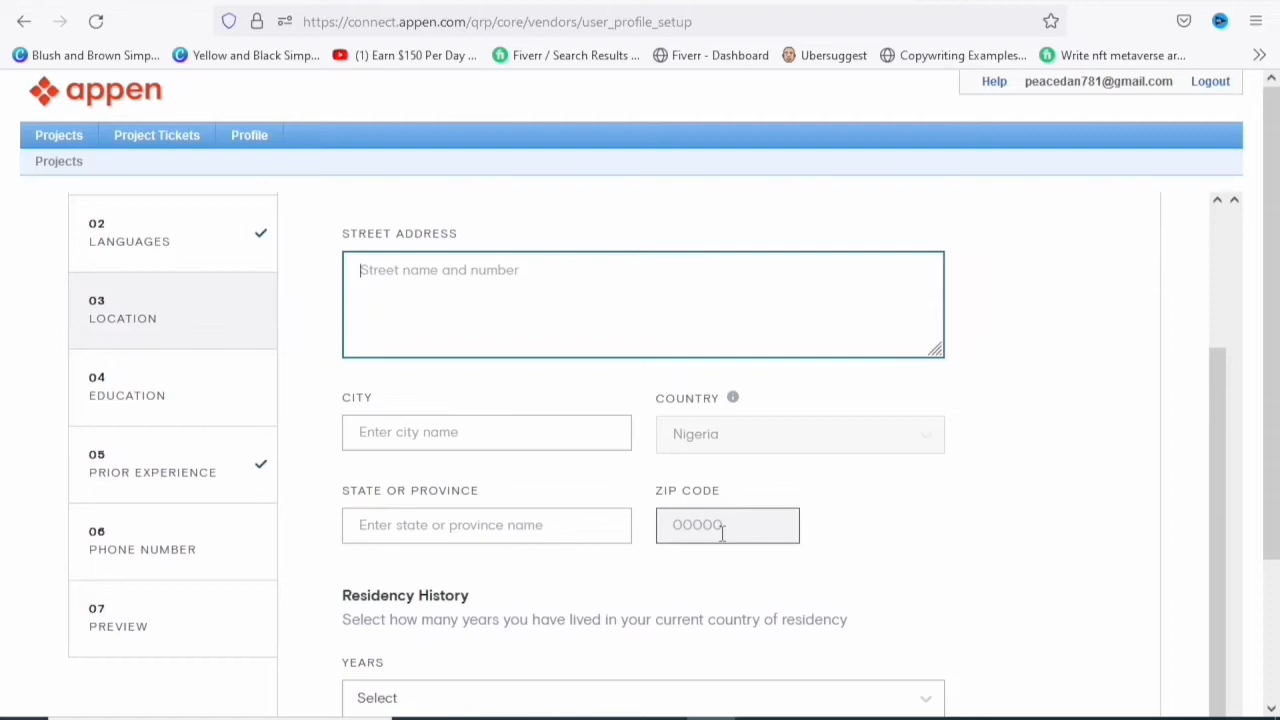 https://connect.appen.com/qrp/core/vendors/user_profile_setup
Blush and Brown Simp... Yellow and Black Simp... (1) Earn $150 Per Day ... Fiverr / Search Results ... Fiverr - Dashboard Ubersuggest Copywriting Examples... Write nft metaverse ar...
appen
Help peacedan781@gmail.com Logout
Projects Project Tickets Profile
Projects
02
LANGUAGES
03
LOCATION
04
EDUCATION
05
PRIOR EXPERIENCE
06
PHONE NUMBER
07
PREVIEW
STREET ADDRESS
Street name and number
CITY
Enter city name
COUNTRY
Nigeria
STATE OR PROVINCE
Enter state or province name
ZIP CODE
00000
Residency History
Select how many years you have lived in your current country of residency
YEARS
Select